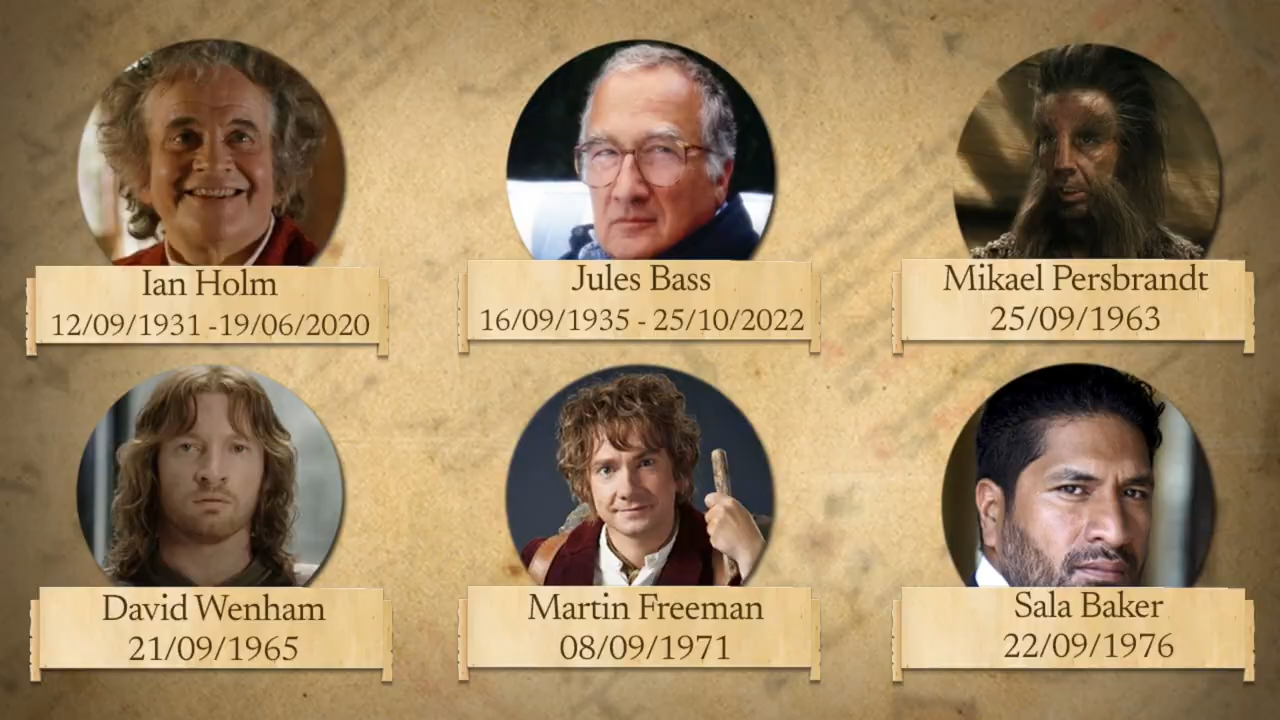 Ian Holm
12/09/1931 -19/06/2020
Jules Bass
16/09/1935 - 25/10/2022
Mikael Persbrandt
25/09/1963
David Wenham
21/09/1965
Martin Freeman
08/09/1971
Sala Baker
22/09/1976